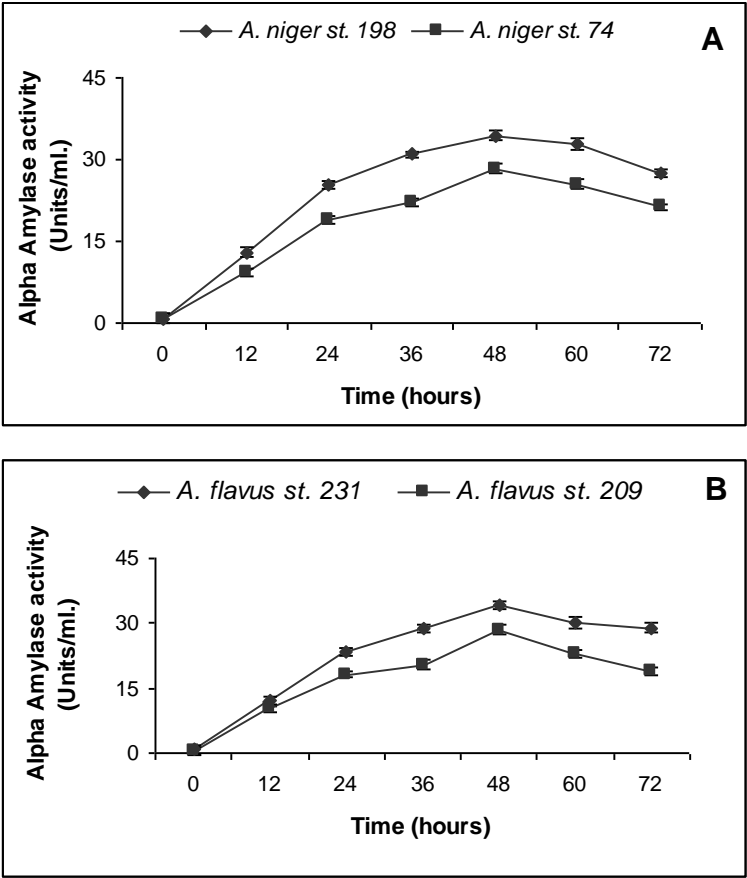 A. niger st. 198 A. niger st. 74
A
Alpha Amylase activity
(Units/ml.)
45
30
15
0
0 12 24 36 48 60 72
Time (hours)
A. flavus st. 231 A. flavus st. 209
B
Alpha Amylase activity
(Units/ml.)
45
30
15
0
0 12 24 36 48 60 72
Time (hours)